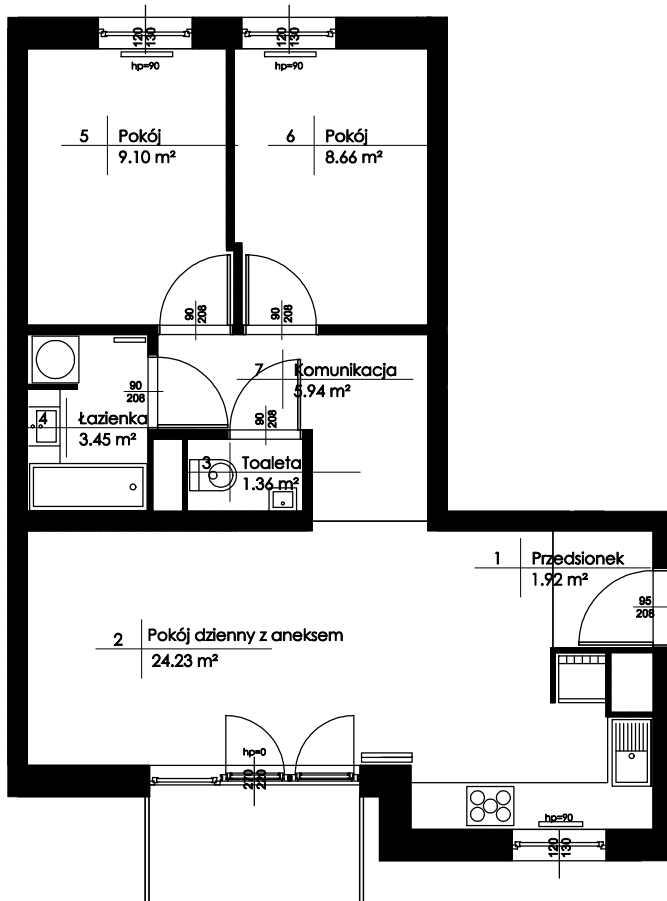 120
130
120
130
hp=90
hp=90
5 Pokój
9.10 m²
6 Pokój
8.66 m²
90
208
90
208
7 Komunikacja
5.94 m²
90
208
90
208
4 Łazienka
3.45 m²
3 Toaleta
1.36 m²
1 Przedsionek
1.92 m²
95
208
2 Pokój dzienny z aneksem
24.23 m²
hp=0
270
220
hp=90
120
130